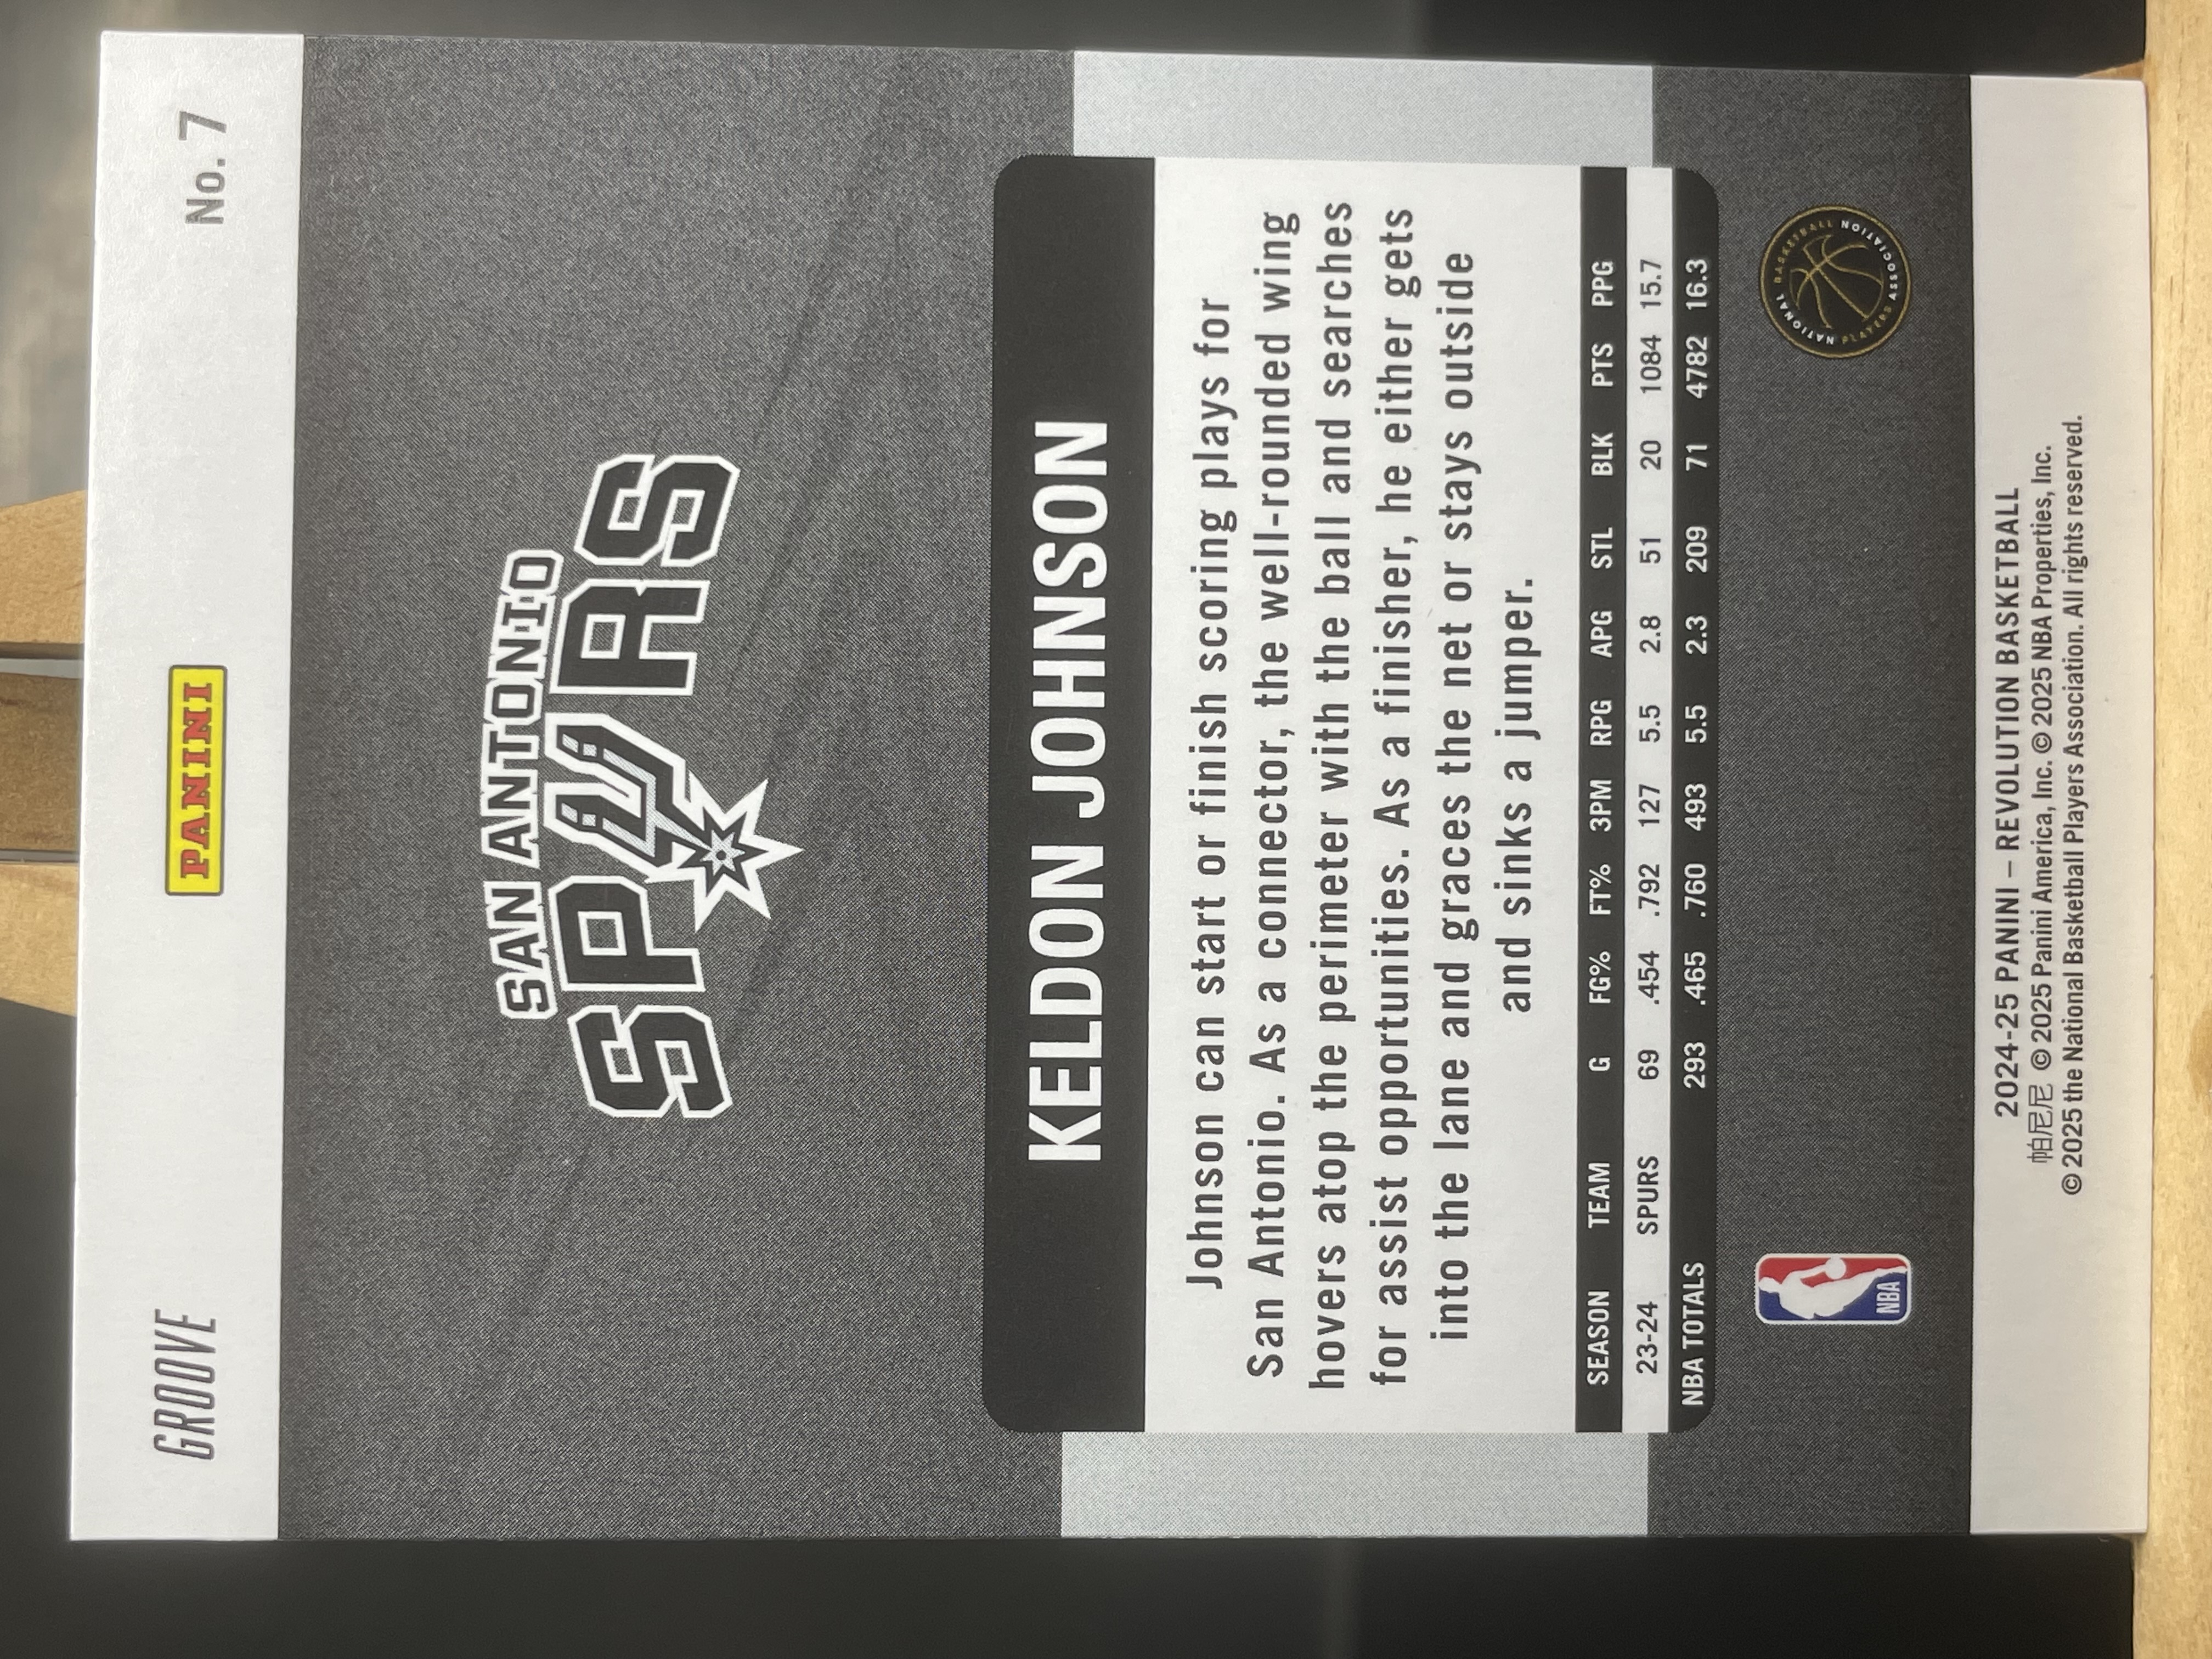 GROOVE
PANINI
No. 7
SAN ANTONIO
SPURS
KELDON JOHNSON
Johnson can start or finish scoring plays for
San Antonio. As a connector, the well-rounded wing
hovers atop the perimeter with the ball and searches
for assist opportunities. As a finisher, he either gets
into the lane and graces the net or stays outside
and sinks a jumper.
SEASON TEAM G FG% FT% 3PM RPG APG STL BLK PTS PPG
23-24 SPURS 69 .454 .792 127 5.5 2.8 51 20 1084 15.7
NBA TOTALS 293 .465 .760 493 5.5 2.3 209 71 4782 16.3
NBA
NATIONAL BASKETBALL PLAYERS ASSOCIATION
2024-25 PANINI – REVOLUTION BASKETBALL
帕尼尼 © 2025 Panini America, Inc. © 2025 NBA Properties, Inc.
© 2025 the National Basketball Players Association. All rights reserved.